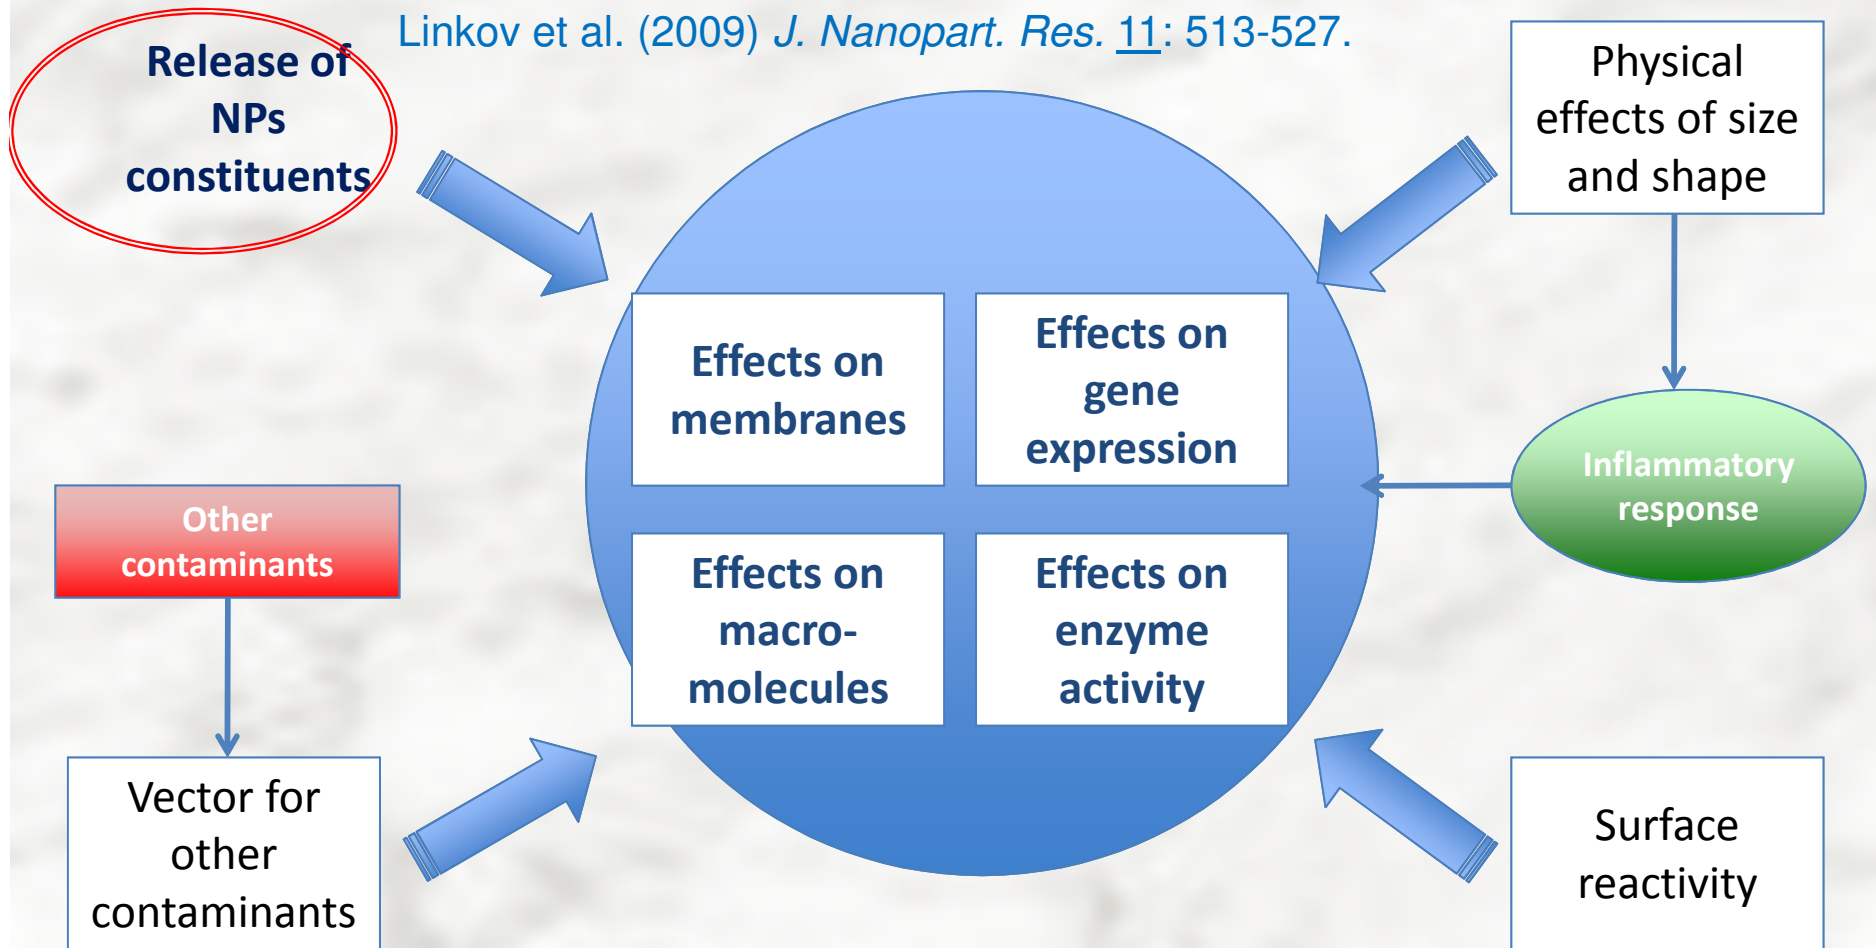 Linkov et al. (2009) J. Nanopart. Res. 11: 513-527.
Release of
NPs
constituents
Physical
effects of size
and shape
Effects on
membranes
Effects on
gene
expression
Inflammatory
response
Other
contaminants
Effects on
macro-
molecules
Effects on
enzyme
activity
Vector for
other
contaminants
Surface
reactivity